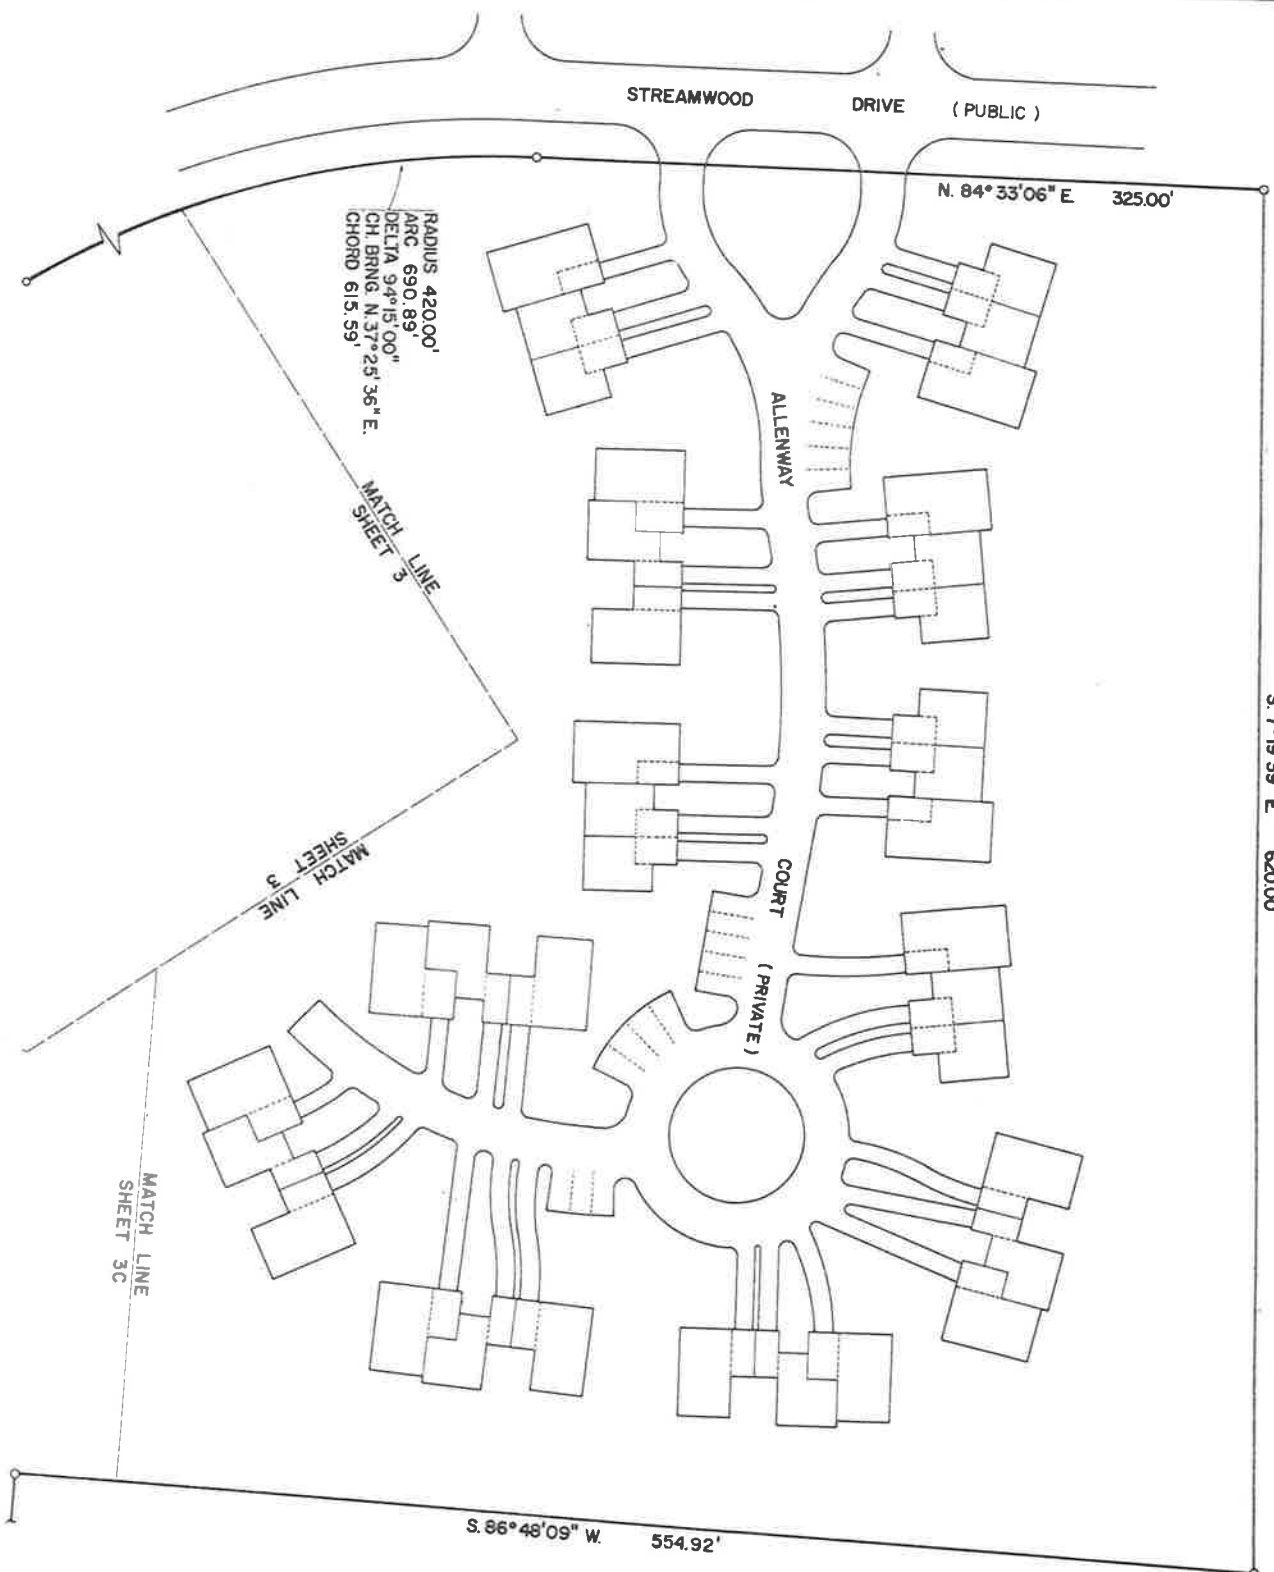 STREAMWOOD DRIVE (PUBLIC)
N. 84°33'06" E. 325.00'
RADIUS 420.00'
ARC 690.89'
DELTA 94°15'00"
CH. BRNG. N.37°25'36"E.
CHORD 615.59'
ALLENWAY
MATCH LINE
SHEET 3
620.00
COURT
(PRIVATE)
MATCH LINE
SHEET 3
MATCH LINE
SHEET 3C
S. 86°48'09" W. 554.92'